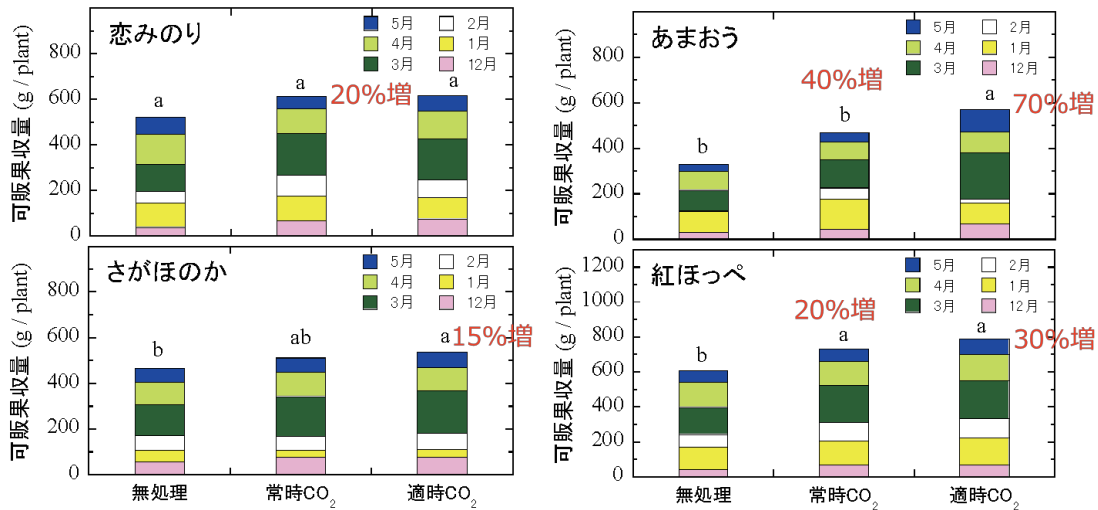 恋みのり
5月 2月
4月 1月
3月 12月
800
600
400
200
0
可販果収量 (g / plant)
a
a
20%増
a
あまおう
5月 2月
4月 1月
3月 12月
800
600
400
200
0
可販果収量 (g / plant)
b
40%増
b
a
70%増
さがほのか
5月 2月
4月 1月
3月 12月
800
600
400
200
0
可販果収量 (g / plant)
b
ab
a
15%増
無処理
常時CO₂
適時CO₂
紅ほっぺ
5月 2月
4月 1月
3月 12月
1200
1000
800
600
400
200
0
可販果収量 (g / plant)
b
20%増
a
a
30%増
無処理
常時CO₂
適時CO₂